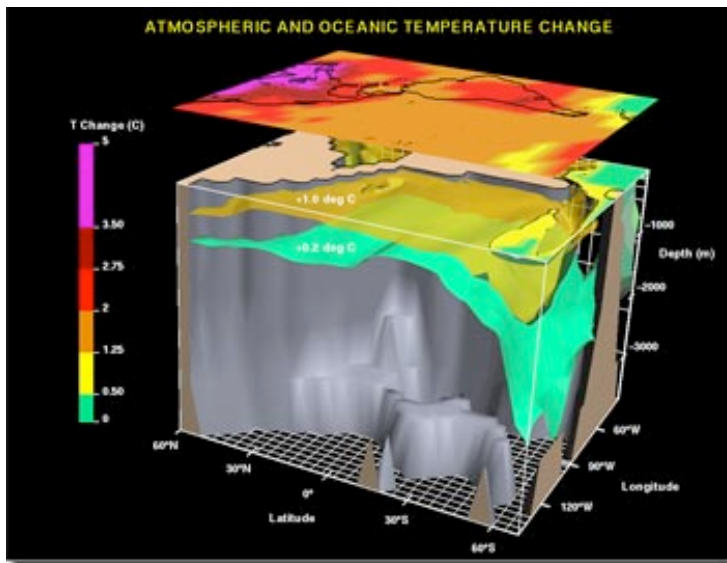 ATMOSPHERIC AND OCEANIC TEMPERATURE CHANGE
T Change (C)
5
3.50
2.75
2
1.25
0.50
0
+1.0 deg C
+0.2 deg C
-1000
Depth (m)
-2000
-3000
60°N
30°N
0°
30°S
60°S
Latitude
60°W
90°W
120°W
Longitude